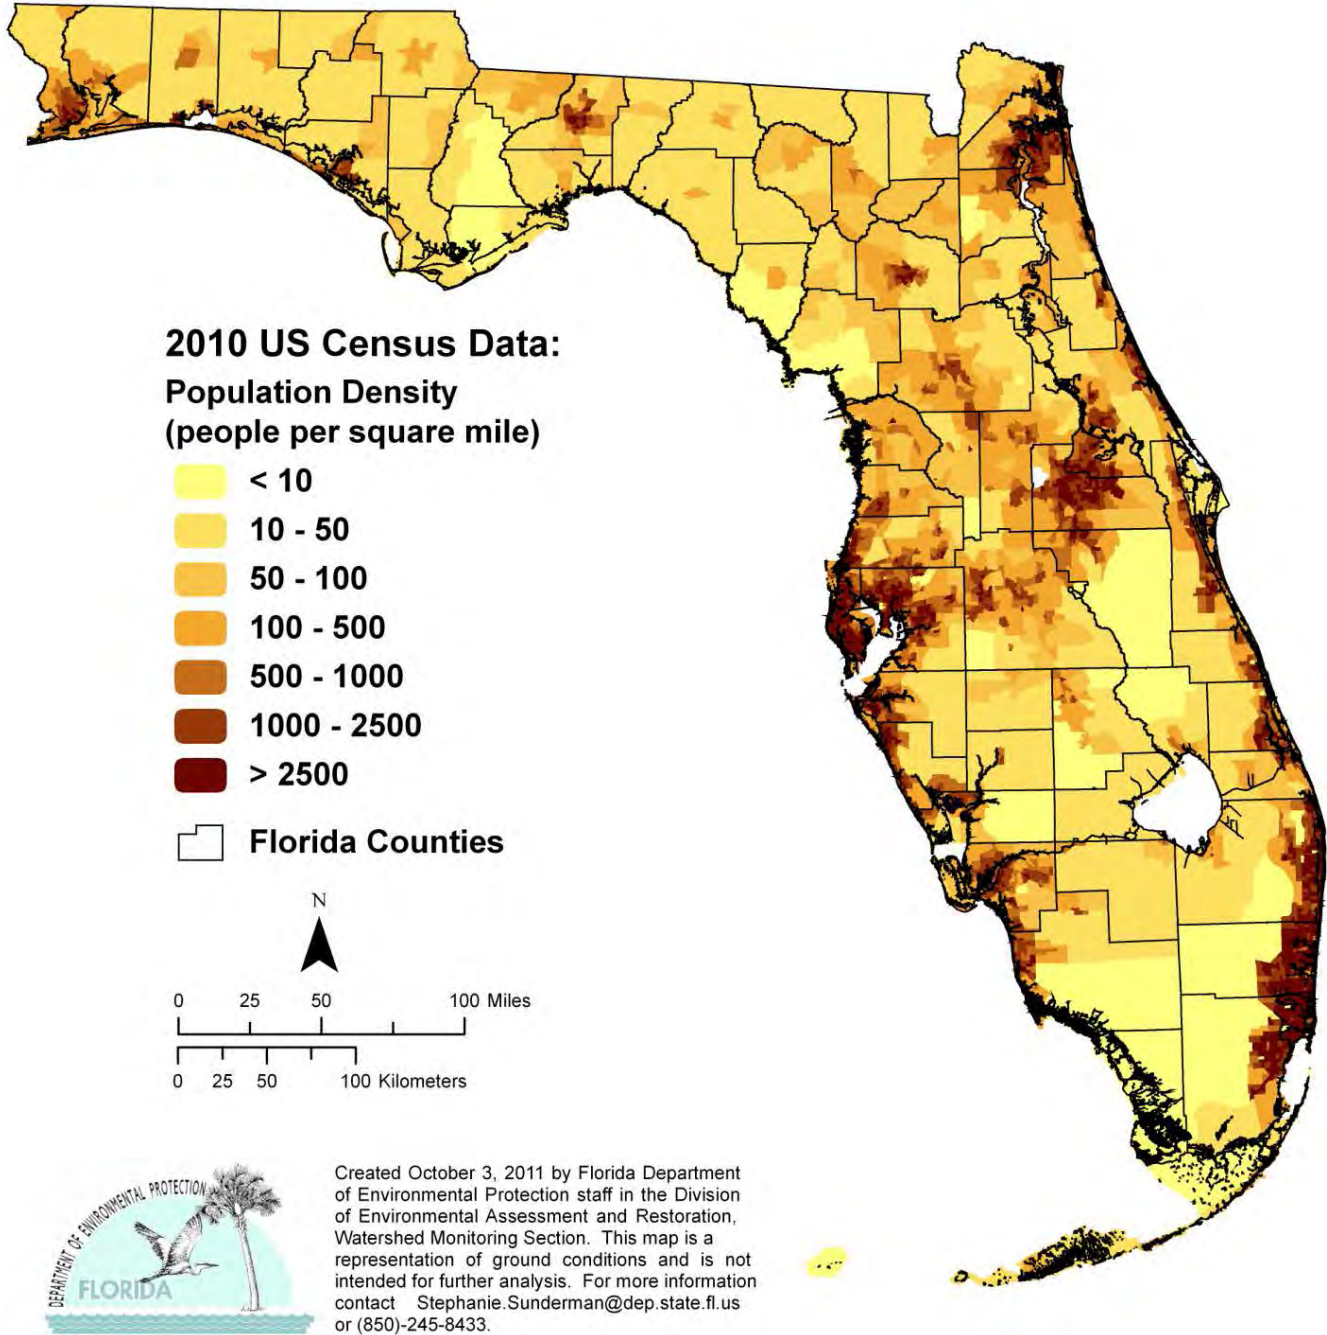 2010 US Census Data:
Population Density
(people per square mile)
< 10
10 - 50
50 - 100
100 - 500
500 - 1000
1000 - 2500
> 2500
Florida Counties
N
0 25 50 100 Miles
0 25 50 100 Kilometers
DEPARTMENT OF ENVIRONMENTAL PROTECTION
FLORIDA
Created October 3, 2011 by Florida Department
of Environmental Protection staff in the Division
of Environmental Assessment and Restoration,
Watershed Monitoring Section. This map is a
representation of ground conditions and is not
intended for further analysis. For more information
contact Stephanie.Sunderman@dep.state.fl.us
or (850)-245-8433.